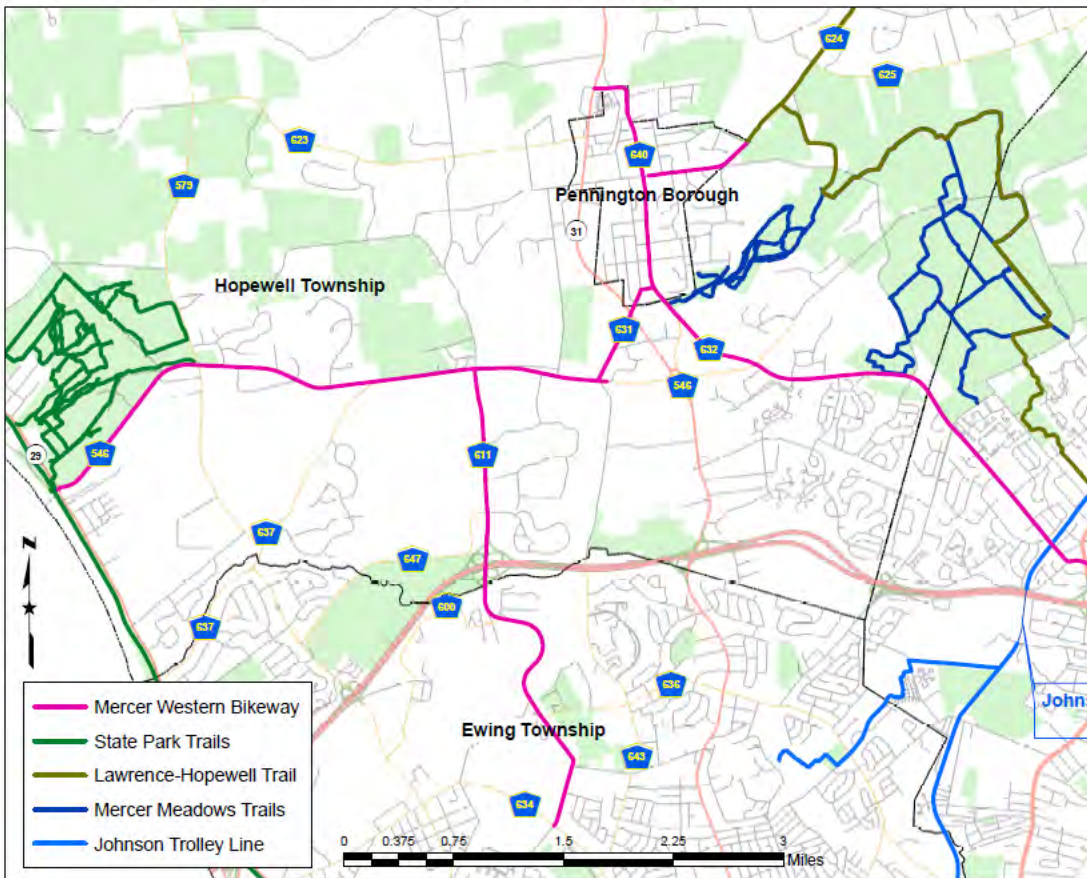 624
625
623
640
579
Pennington Borough
31
Hopewell Township
631
632
546
29
546
611
637
647
600
637
636
Ewing Township
643
634
Johns
N
Mercer Western Bikeway
State Park Trails
Lawrence-Hopewell Trail
Mercer Meadows Trails
Johnson Trolley Line
0 0.375 0.75 1.5 2.25 3
Miles